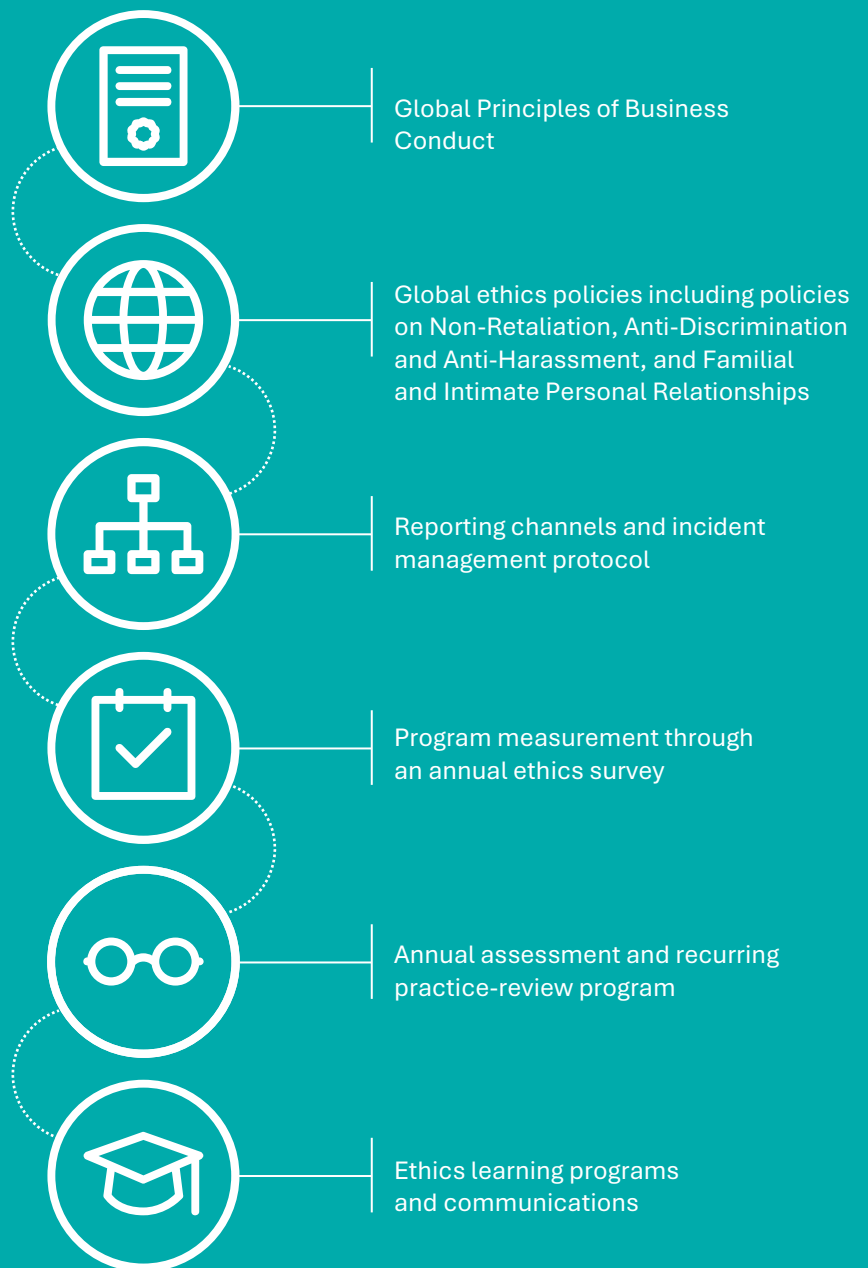 Global Principles of Business
Conduct
Global ethics policies including policies
on Non-Retaliation, Anti-Discrimination
and Anti-Harassment, and Familial
and Intimate Personal Relationships
Reporting channels and incident
management protocol
Program measurement through
an annual ethics survey
Annual assessment and recurring
practice-review program
Ethics learning programs
and communications